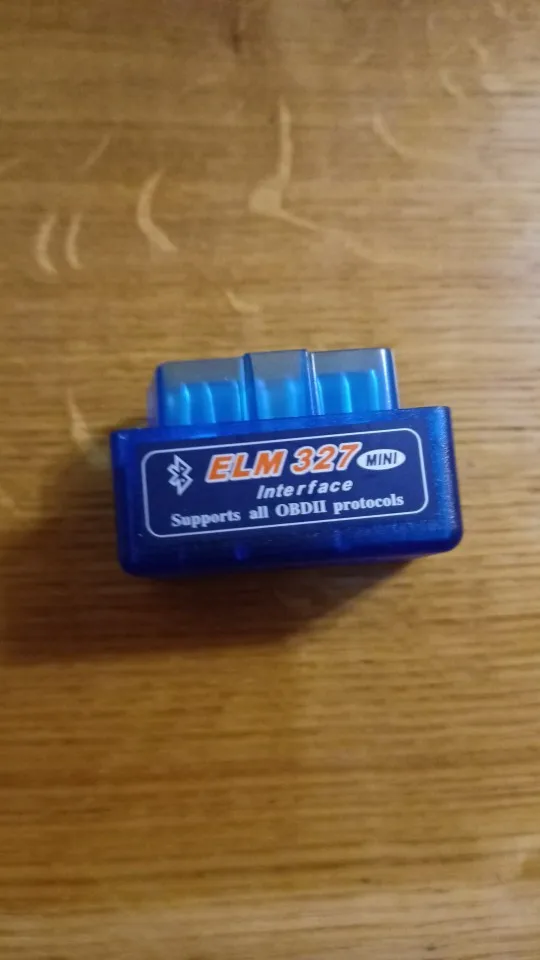 ELM 327 MINI
Interface
Supports all OBDII protocols